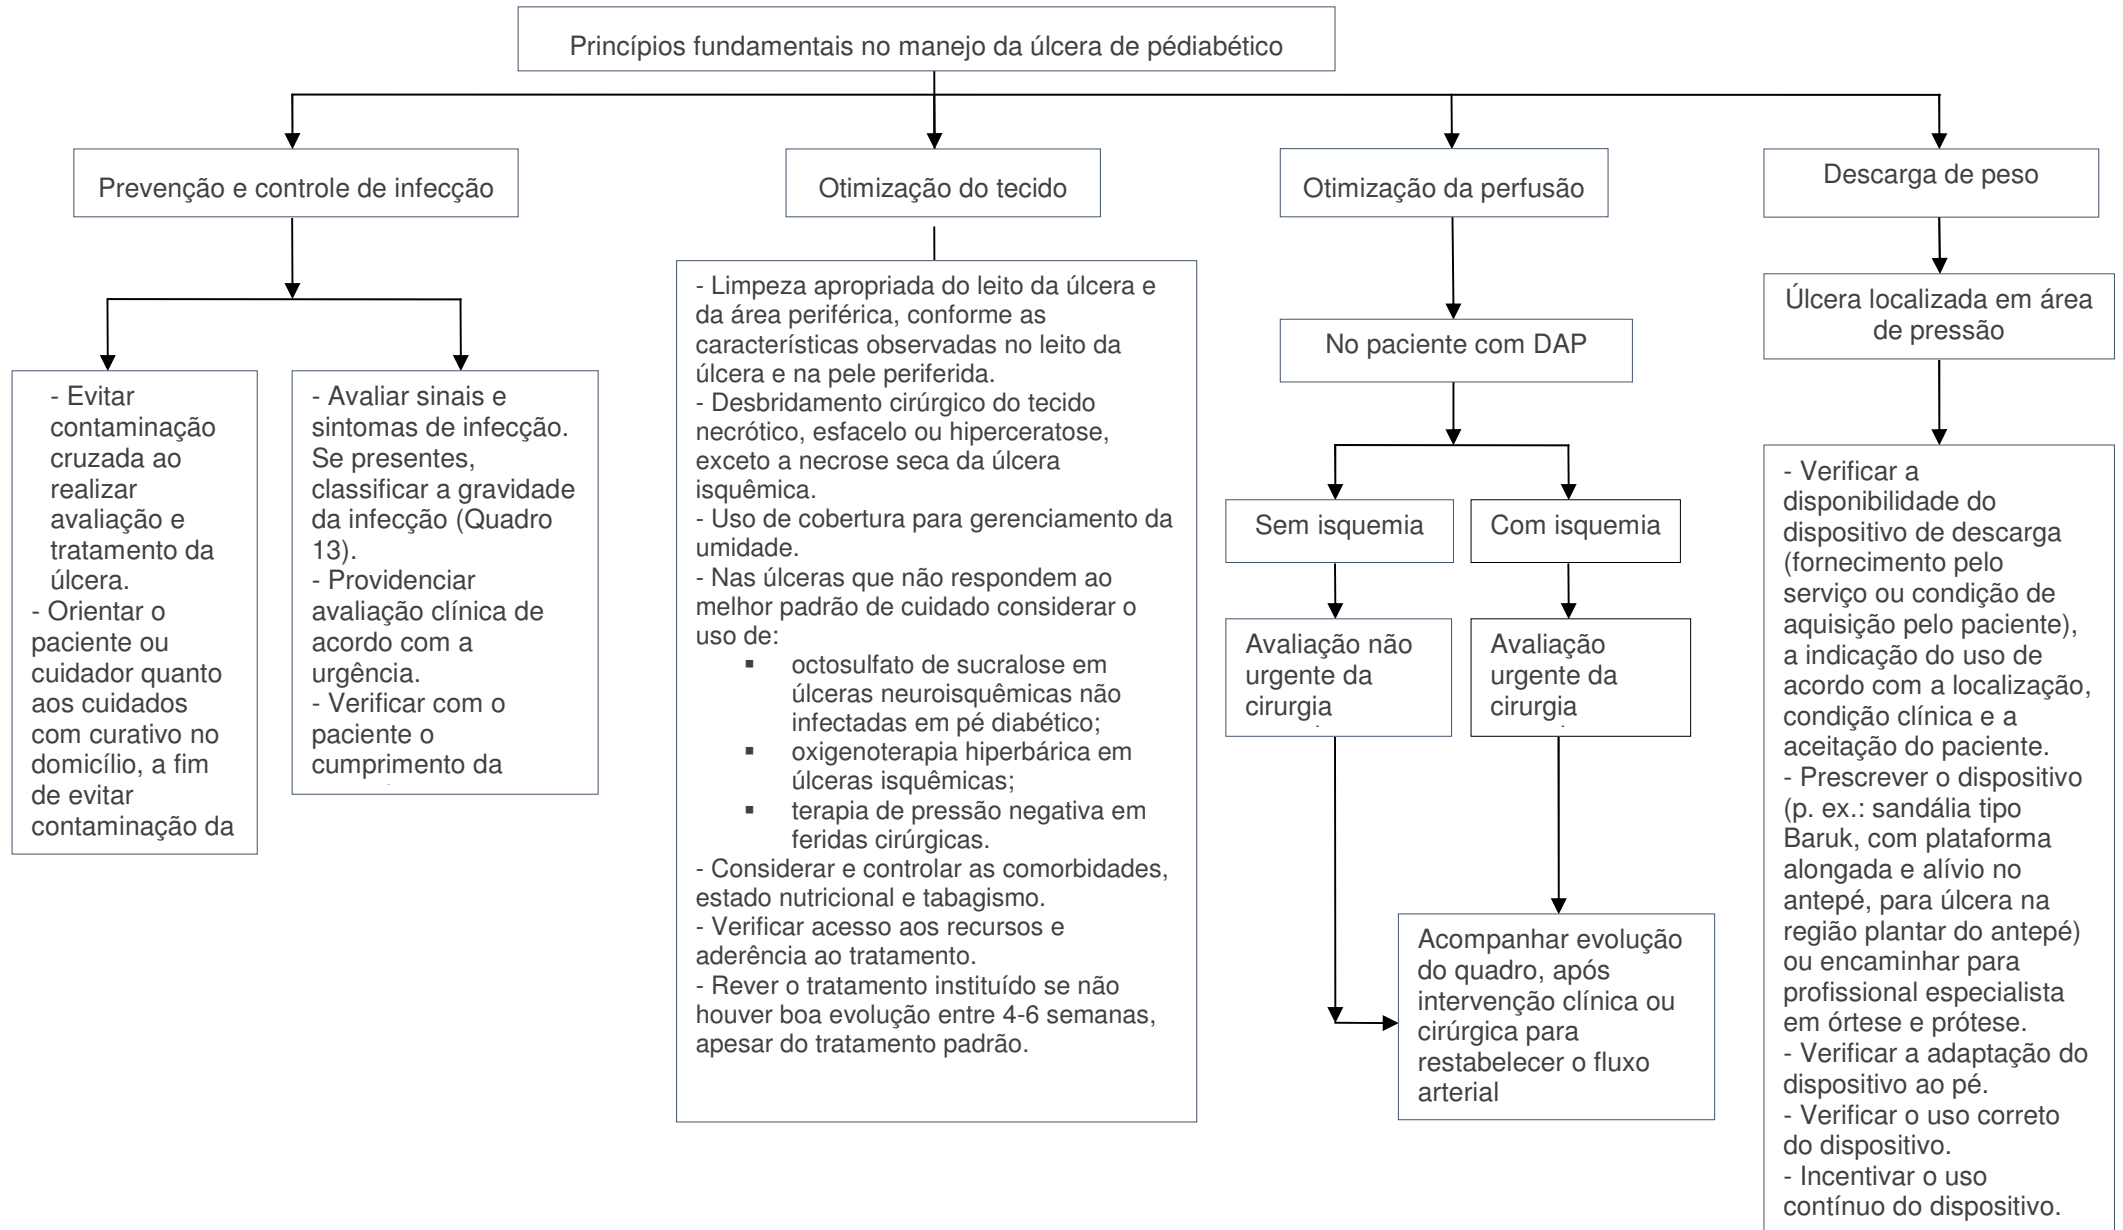 Princípios fundamentais no manejo da úlcera de pédiabético
Prevenção e controle de infecção
- Evitar
contaminação
cruzada ao
realizar
avaliação e
tratamento da
úlcera.
- Orientar o
paciente ou
cuidador quanto
aos cuidados
com curativo no
domicílio, a fim
de evitar
contaminação da
- Avaliar sinais e
sintomas de infecção.
Se presentes,
classificar a gravidade
da infecção (Quadro
13).
- Providenciar
avaliação clínica de
acordo com a
urgência.
- Verificar com o
paciente o
cumprimento da
Otimização do tecido
- Limpeza apropriada do leito da úlcera e
da área periférica, conforme as
características observadas no leito da
úlcera e na pele periferida.
- Desbridamento cirúrgico do tecido
necrótico, esfacelo ou hiperceratose,
exceto a necrose seca da úlcera
isquêmica.
- Uso de cobertura para gerenciamento da
umidade.
- Nas úlceras que não respondem ao
melhor padrão de cuidado considerar o
uso de:
▪ octosulfato de sucralose em
úlceras neuroisquêmicas não
infectadas em pé diabético;
▪ oxigenoterapia hiperbárica em
úlceras isquêmicas;
▪ terapia de pressão negativa em
feridas cirúrgicas.
- Considerar e controlar as comorbidades,
estado nutricional e tabagismo.
- Verificar acesso aos recursos e
aderência ao tratamento.
- Rever o tratamento instituído se não
houver boa evolução entre 4-6 semanas,
apesar do tratamento padrão.
Otimização da perfusão
No paciente com DAP
Sem isquemia
Avaliação não
urgente da
cirurgia
Com isquemia
Avaliação
urgente da
cirurgia
Acompanhar evolução
do quadro, após
intervenção clínica ou
cirúrgica para
restabelecer o fluxo
arterial
Descarga de peso
Úlcera localizada em área
de pressão
- Verificar a
disponibilidade do
dispositivo de descarga
(fornecimento pelo
serviço ou condição de
aquisição pelo paciente),
a indicação do uso de
acordo com a localização,
condição clínica e a
aceitação do paciente.
- Prescrever o dispositivo
(p. ex.: sandália tipo
Baruk, com plataforma
alongada e alívio no
antepé, para úlcera na
região plantar do antepé)
ou encaminhar para
profissional especialista
em órtese e prótese.
- Verificar a adaptação do
dispositivo ao pé.
- Verificar o uso correto
do dispositivo.
- Incentivar o uso
contínuo do dispositivo.